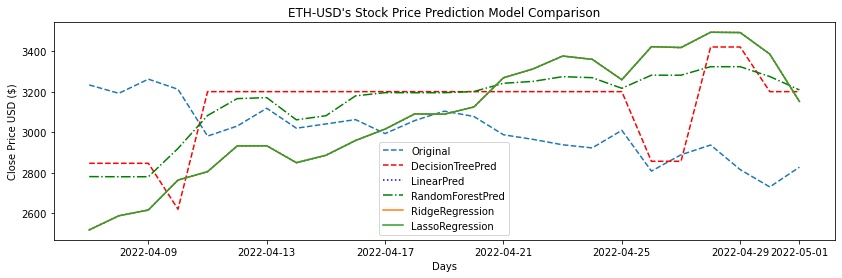 ETH-USD's Stock Price Prediction Model Comparison
Close Price USD ($)
3400
3200
3000
2800
2600
Original
DecisionTreePred
LinearPred
RandomForestPred
RidgeRegression
LassoRegression
2022-04-09 2022-04-13 2022-04-17 2022-04-21 2022-04-25 2022-04-29 2022-05-01
Days